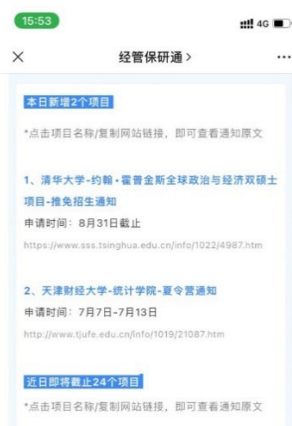 15:53
4G
经管保研通>
本日新增2个项目
*点击项目名称/复制网站链接，即可查看通知原文
1、清华大学-约翰·霍普金斯全球政治与经济双硕士
项目-推免招生通知
申请时间：8月31日截止
https://www.sss.tsinghua.edu.cn/info/1022/4987.htm
2、天津财经大学-统计学院-夏令营通知
申请时间：7月7日-7月13日
http://www.tjufe.edu.cn/info/1019/21087.htm
近日即将截止24个项目
*点击项目名称/复制网站链接，即可查看通知原文